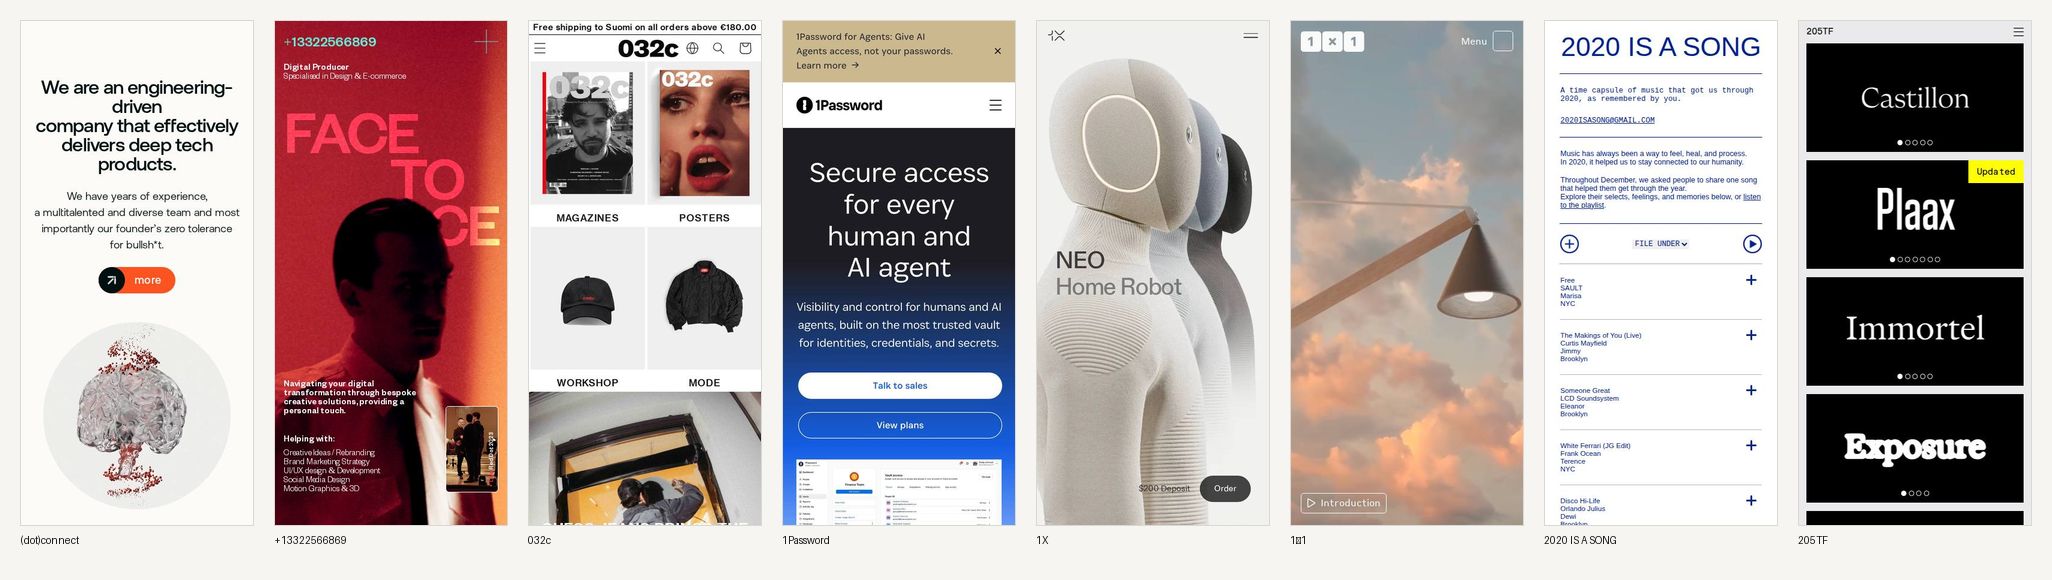 We are an engineering-
driven
company that effectively
delivers deep tech
products.
We have years of experience,
a multitalented and diverse team and most
importantly our founder's zero tolerance
for bullsh*t.
more
(dot)connect
+13322566869
Digital Producer
Specialised in Design & E-commerce
FACE
TO
CE
Navigating your digital
transformation through bespoke
creative solutions, providing a
personal touch.
Helping with:
Creative Ideas / Rebranding
Brand Marketing Strategy
UI/UX design & Development
Social Media Design
Motion Graphics & 3D
+13322566869
Free shipping to Suomi on all orders above €180.00
032c
032c
032c
MAGAZINES
POSTERS
WORKSHOP
MODE
032c
1Password for Agents: Give AI
Agents access, not your passwords.
Learn more →
1Password
Secure access
for every
human and
AI agent
Visibility and control for humans and AI
agents, built on the most trusted vault
for identities, credentials, and secrets.
Talk to sales
View plans
1Password
1X
NEO
Home Robot
$200 Deposit
Order
1X
1 × 1
Menu
Introduction
2020 IS A SONG
A time capsule of music that got us through
2020, as remembered by you.
2020ISASONG@GMAIL.COM
Music has always been a way to feel, heal, and process.
In 2020, it helped us to stay connected to our humanity.
Throughout December, we asked people to share one song
that helped them get through the year.
Explore their selects, feelings, and memories below, or listen
to the playlist.
FILE UNDER
Free
SAULT
Marisa
NYC
The Makings of You (Live)
Curtis Mayfield
Jimmy
Brooklyn
Someone Great
LCD Soundsystem
Eleanor
Brooklyn
White Ferrari (JG Edit)
Frank Ocean
Terence
NYC
Disco Hi-Life
Orlando Julius
Dewi
Brooklyn
2020 IS A SONG
205TF
Castillon
Updated
Plaax
Immortel
Exposure
205TF